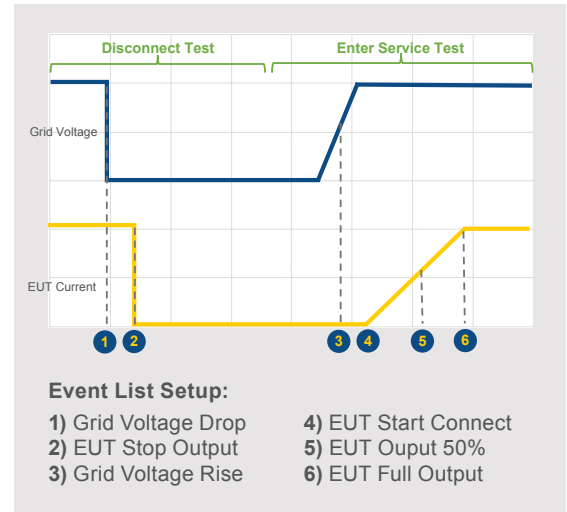 Disconnect Test
Enter Service Test
Grid Voltage
EUT Current
1 2 3 4 5 6
Event List Setup:
1) Grid Voltage Drop
2) EUT Stop Output
3) Grid Voltage Rise
4) EUT Start Connect
5) EUT Ouput 50%
6) EUT Full Output